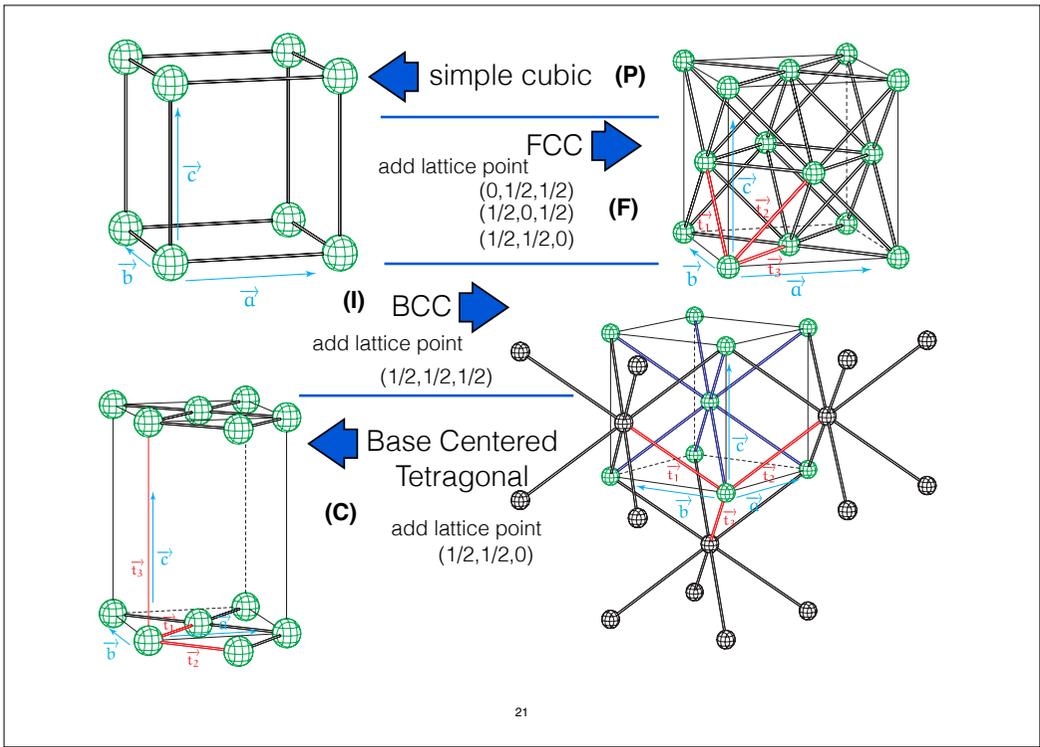 simple cubic (P)
c
b
a
FCC
add lattice point
(0,1/2,1/2)
(1/2,0,1/2) (F)
(1/2,1/2,0)
c
t1
t2
t3
b
a
(I) BCC
add lattice point
(1/2,1/2,1/2)
c
t1
t2
b
a
t3
Base Centered
Tetragonal
(C)
add lattice point
(1/2,1/2,0)
t3
c
t1
a
b
t2
21